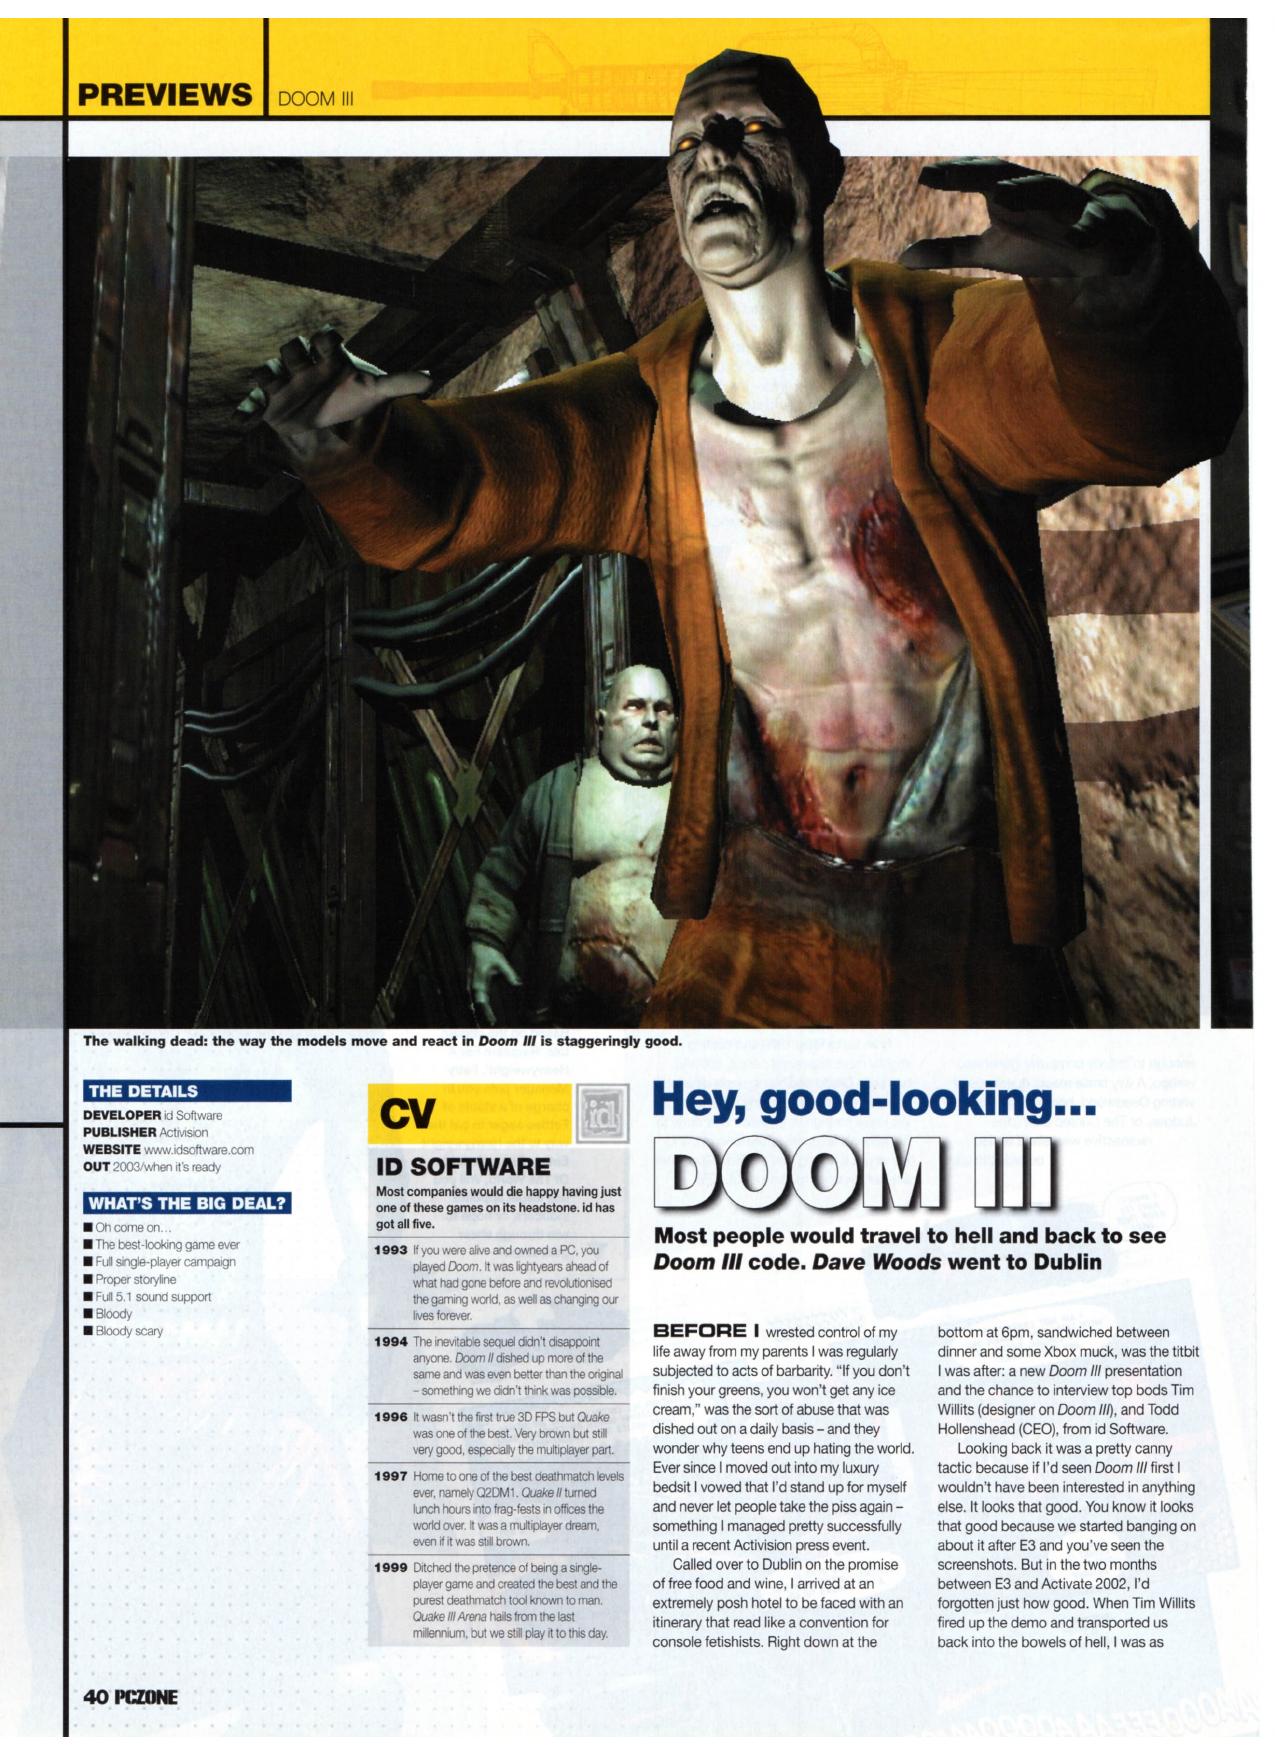 PREVIEWS
DOOM III
The walking dead: the way the models move and react in Doom III is staggeringly good.
THE DETAILS
DEVELOPER id Software
PUBLISHER Activision
WEBSITE www.idsoftware.com
OUT 2003/when it's ready
WHAT'S THE BIG DEAL?
■ Oh come on...
■ The best-looking game ever
■ Full single-player campaign
■ Proper storyline
■ Full 5.1 sound support
■ Bloody
■ Bloody scary
CV
id
ID SOFTWARE
Most companies would die happy having just
one of these games on its headstone. id has
got all five.
1993 If you were alive and owned a PC, you
played Doom. It was lightyears ahead of
what had gone before and revolutionised
the gaming world, as well as changing our
lives forever.
1994 The inevitable sequel didn't disappoint
anyone. Doom II dished up more of the
same and was even better than the original
– something we didn't think was possible.
1996 It wasn't the first true 3D FPS but Quake
was one of the best. Very brown but still
very good, especially the multiplayer part.
1997 Home to one of the best deathmatch levels
ever, namely Q2DM1. Quake II turned
lunch hours into frag-fests in offices the
world over. It was a multiplayer dream,
even if it was still brown.
1999 Ditched the pretence of being a single-
player game and created the best and the
purest deathmatch tool known to man.
Quake III Arena hails from the last
millennium, but we still play it to this day.
Hey, good-looking...
DOOM III
Most people would travel to hell and back to see
Doom III code. Dave Woods went to Dublin
BEFORE I wrested control of my
life away from my parents I was regularly
subjected to acts of barbarity. "If you don't
finish your greens, you won't get any ice
cream," was the sort of abuse that was
dished out on a daily basis – and they
wonder why teens end up hating the world.
Ever since I moved out into my luxury
bedsit I vowed that I'd stand up for myself
and never let people take the piss again –
something I managed pretty successfully
until a recent Activision press event.
Called over to Dublin on the promise
of free food and wine, I arrived at an
extremely posh hotel to be faced with an
itinerary that read like a convention for
console fetishists. Right down at the
bottom at 6pm, sandwiched between
dinner and some Xbox muck, was the titbit
I was after: a new Doom III presentation
and the chance to interview top bods Tim
Willits (designer on Doom III), and Todd
Hollenshead (CEO), from id Software.
Looking back it was a pretty canny
tactic because if I'd seen Doom III first I
wouldn't have been interested in anything
else. It looks that good. You know it looks
that good because we started banging on
about it after E3 and you've seen the
screenshots. But in the two months
between E3 and Activate 2002, I'd
forgotten just how good. When Tim Willits
fired up the demo and transported us
back into the bowels of hell, I was as
40 PCZONE